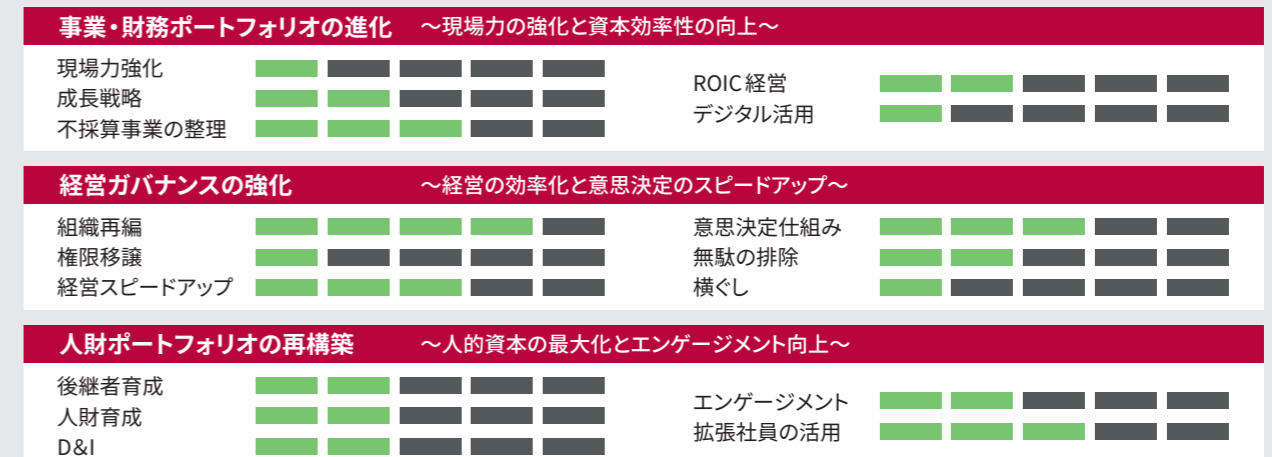 事業・財務ポートフォリオの進化 ～現場力の強化と資本効率性の向上～
現場力強化
成長戦略
不採算事業の整理
ROIC経営
デジタル活用
経営ガバナンスの強化 ～経営の効率化と意思決定のスピードアップ～
組織再編
権限移譲
経営スピードアップ
意思決定仕組み
無駄の排除
横ぐし
人財ポートフォリオの再構築 ～人的資本の最大化とエンゲージメント向上～
後継者育成
人財育成
D&I
エンゲージメント
拡張社員の活用